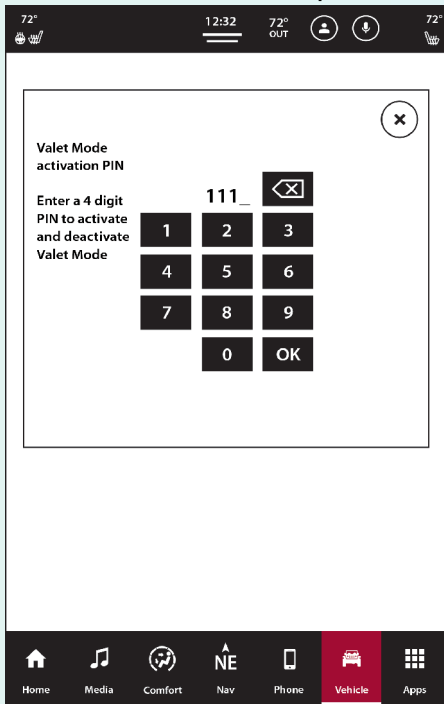 72°
12:32
72°
OUT
72°
Valet Mode
activation PIN
Enter a 4 digit
PIN to activate
and deactivate
Valet Mode
111_
1 2 3
4 5 6
7 8 9
0 OK
NE
Home Media Comfort Nav Phone Vehicle Apps